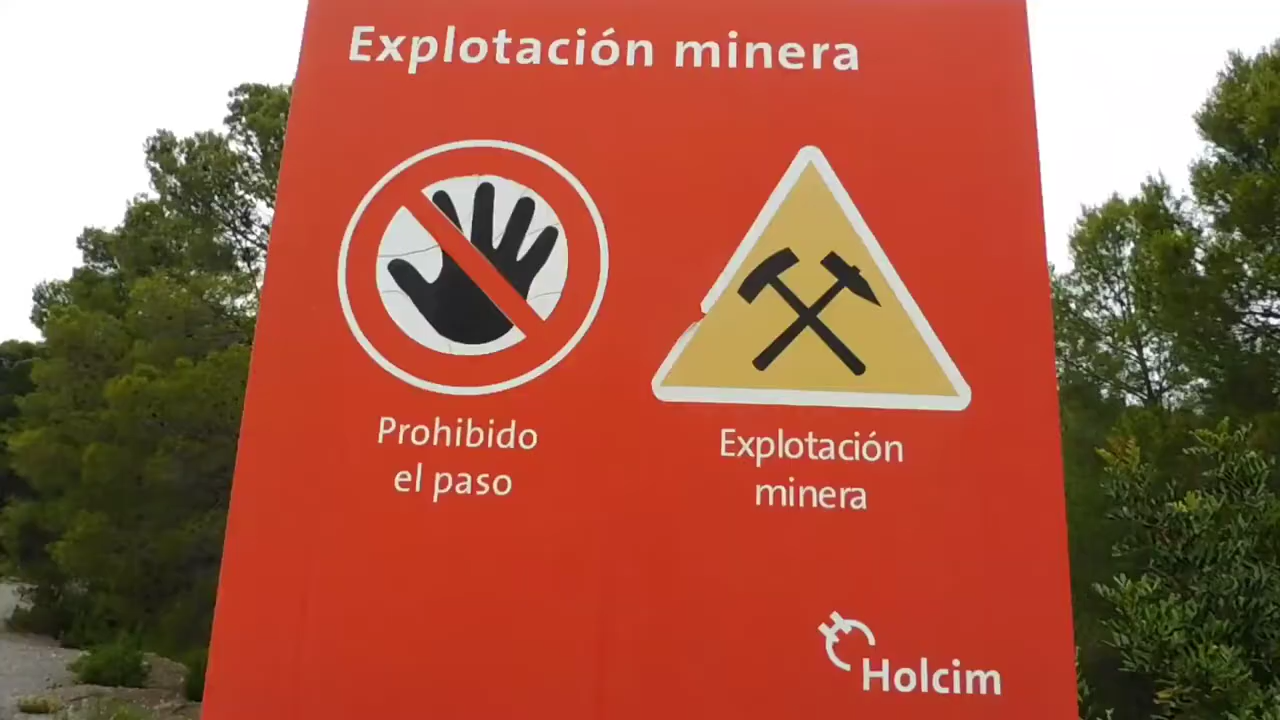 Explotación minera
Prohibido
el paso
Explotación
minera
Holcim